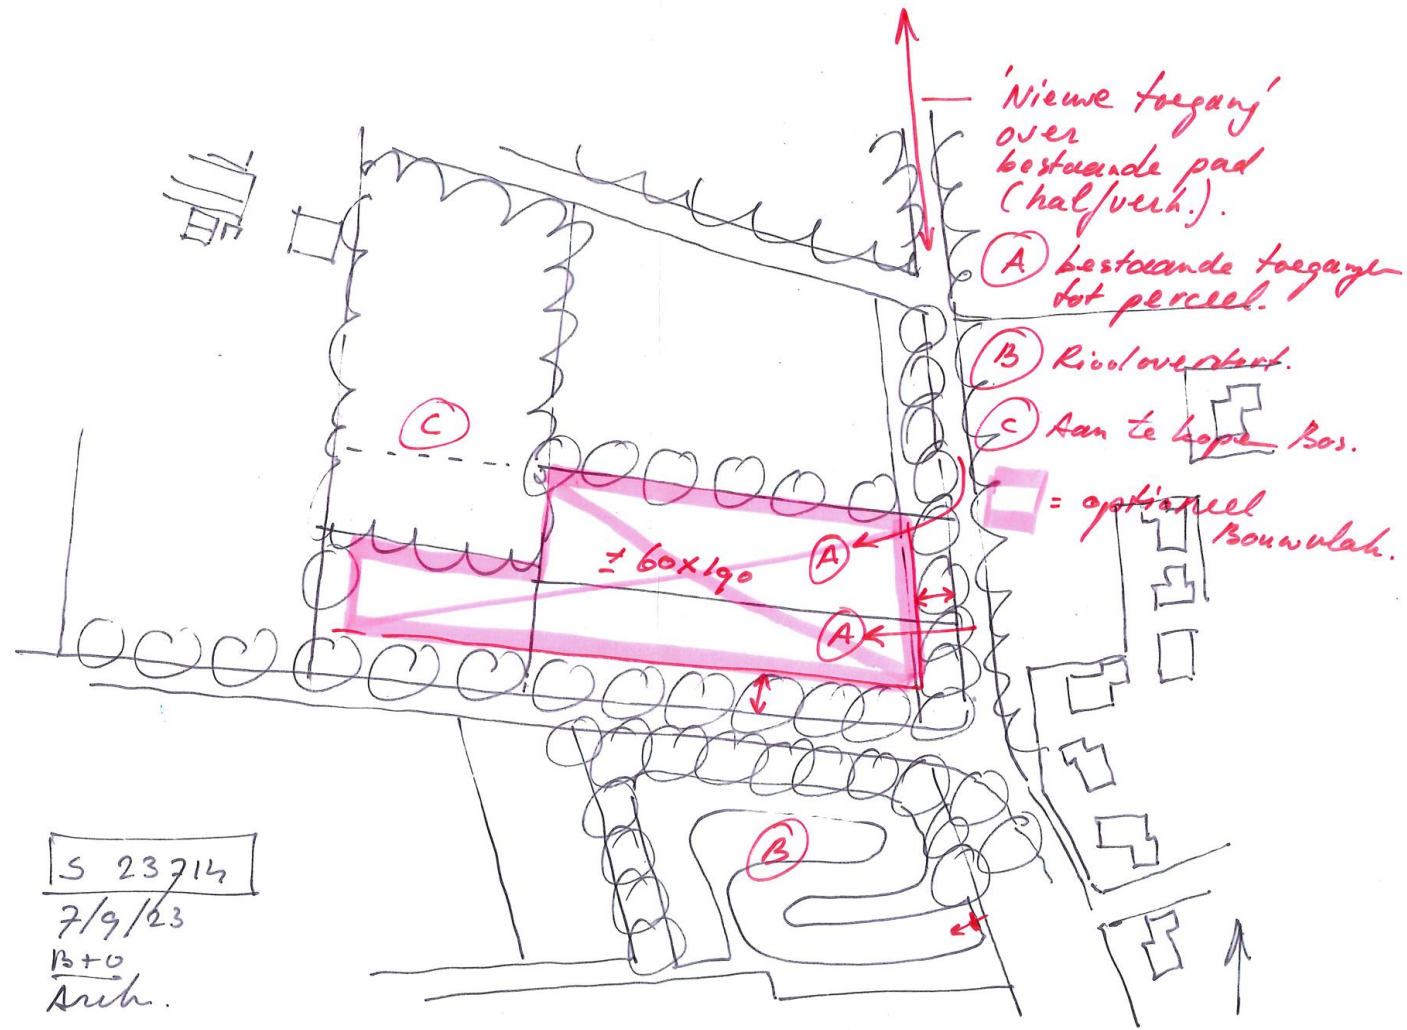 'Nieuwe toegang'
over
bestaande pad
(half verh.).
A bestaande toegangen
tot perceel.
B Riooloverstort.
C Aan te kopen Bos.
= optioneel
Bouwvlak.
C
± 60x190
A
A
B
S 23714
7/9/23
B+O
Arch.